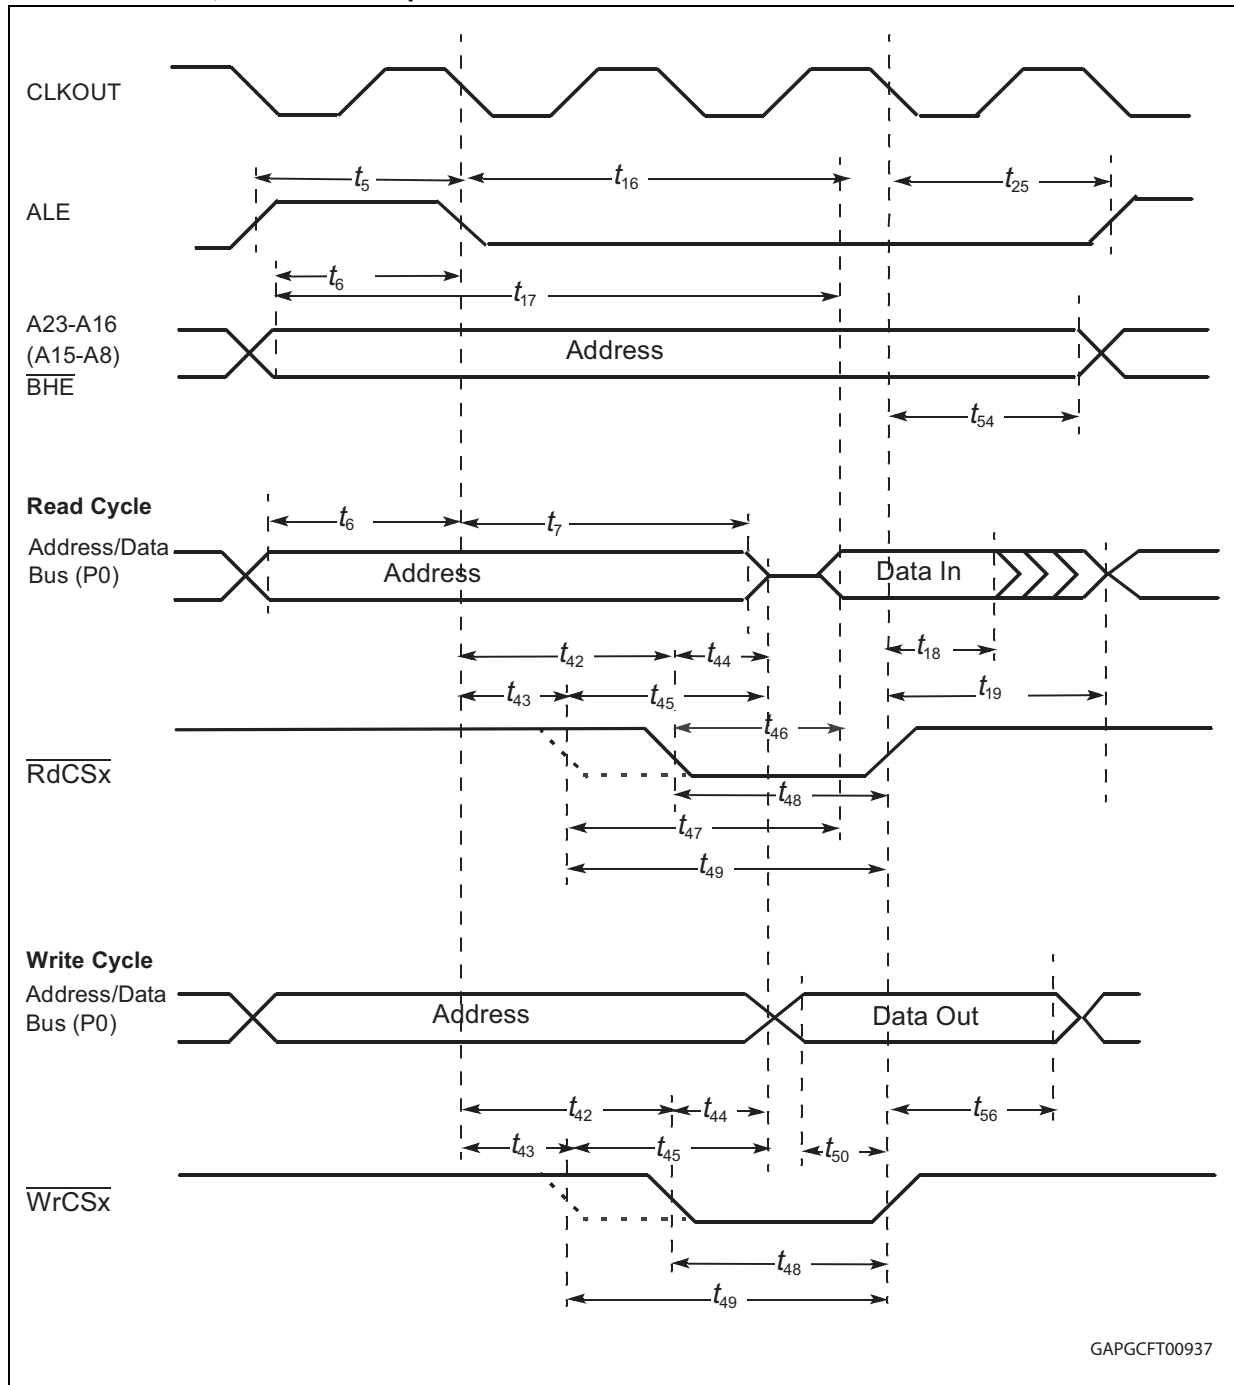 CLKOUT
t5 t16 t25
ALE
t6
t17
A23-A16
(A15-A8)
BHE
Address
t54
Read Cycle
t6 t7
Address/Data
Bus (P0)
Address Data In
t18
t42 t44
t19
t43 t45
t46
RdCSx
t48
t47
t49
Write Cycle
Address/Data
Bus (P0)
Address Data Out
t42 t44 t56
t43 t45 t50
WrCSx
t48
t49
GAPGCFT00937